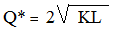 Q* = 2√KL